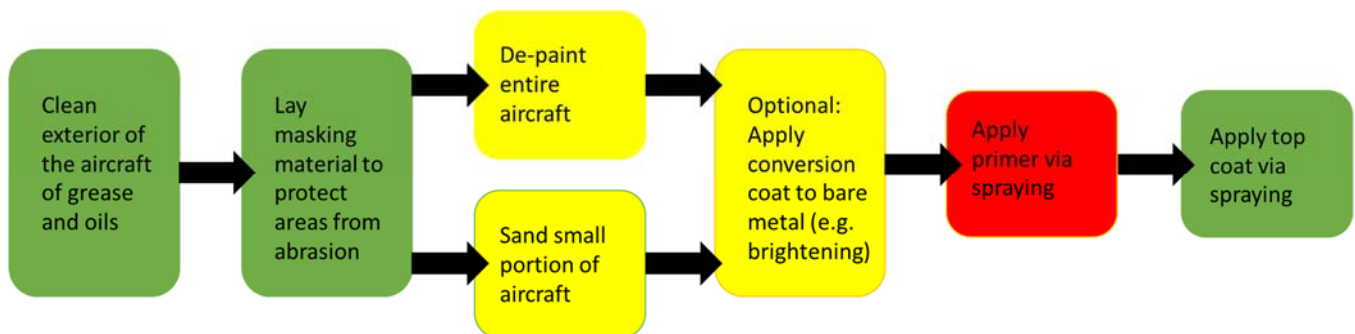 Clean
exterior of
the aircraft
of grease
and oils
Lay
masking
material to
protect
areas from
abrasion
De-paint
entire
aircraft
Sand small
portion of
aircraft
Optional:
Apply
conversion
coat to bare
metal (e.g.
brightening)
Apply
primer via
spraying
Apply top
coat via
spraying